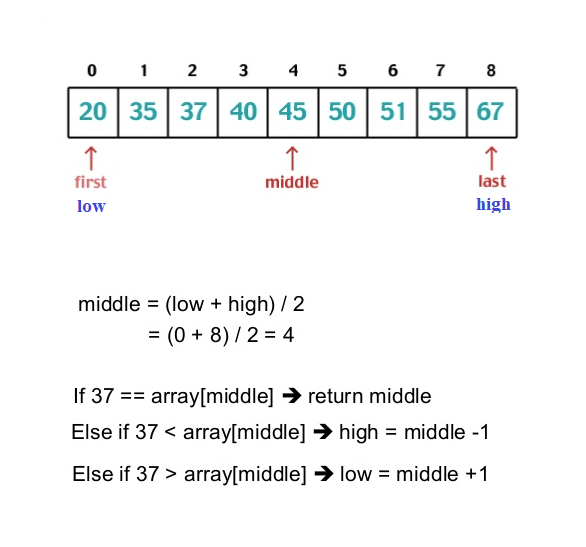 0 1 2 3 4 5 6 7 8
20 35 37 40 45 50 51 55 67
first middle last
low high
middle = (low + high) / 2
= (0 + 8) / 2 = 4
If 37 == array[middle] ➔ return middle
Else if 37 < array[middle] ➔ high = middle -1
Else if 37 > array[middle] ➔ low = middle +1